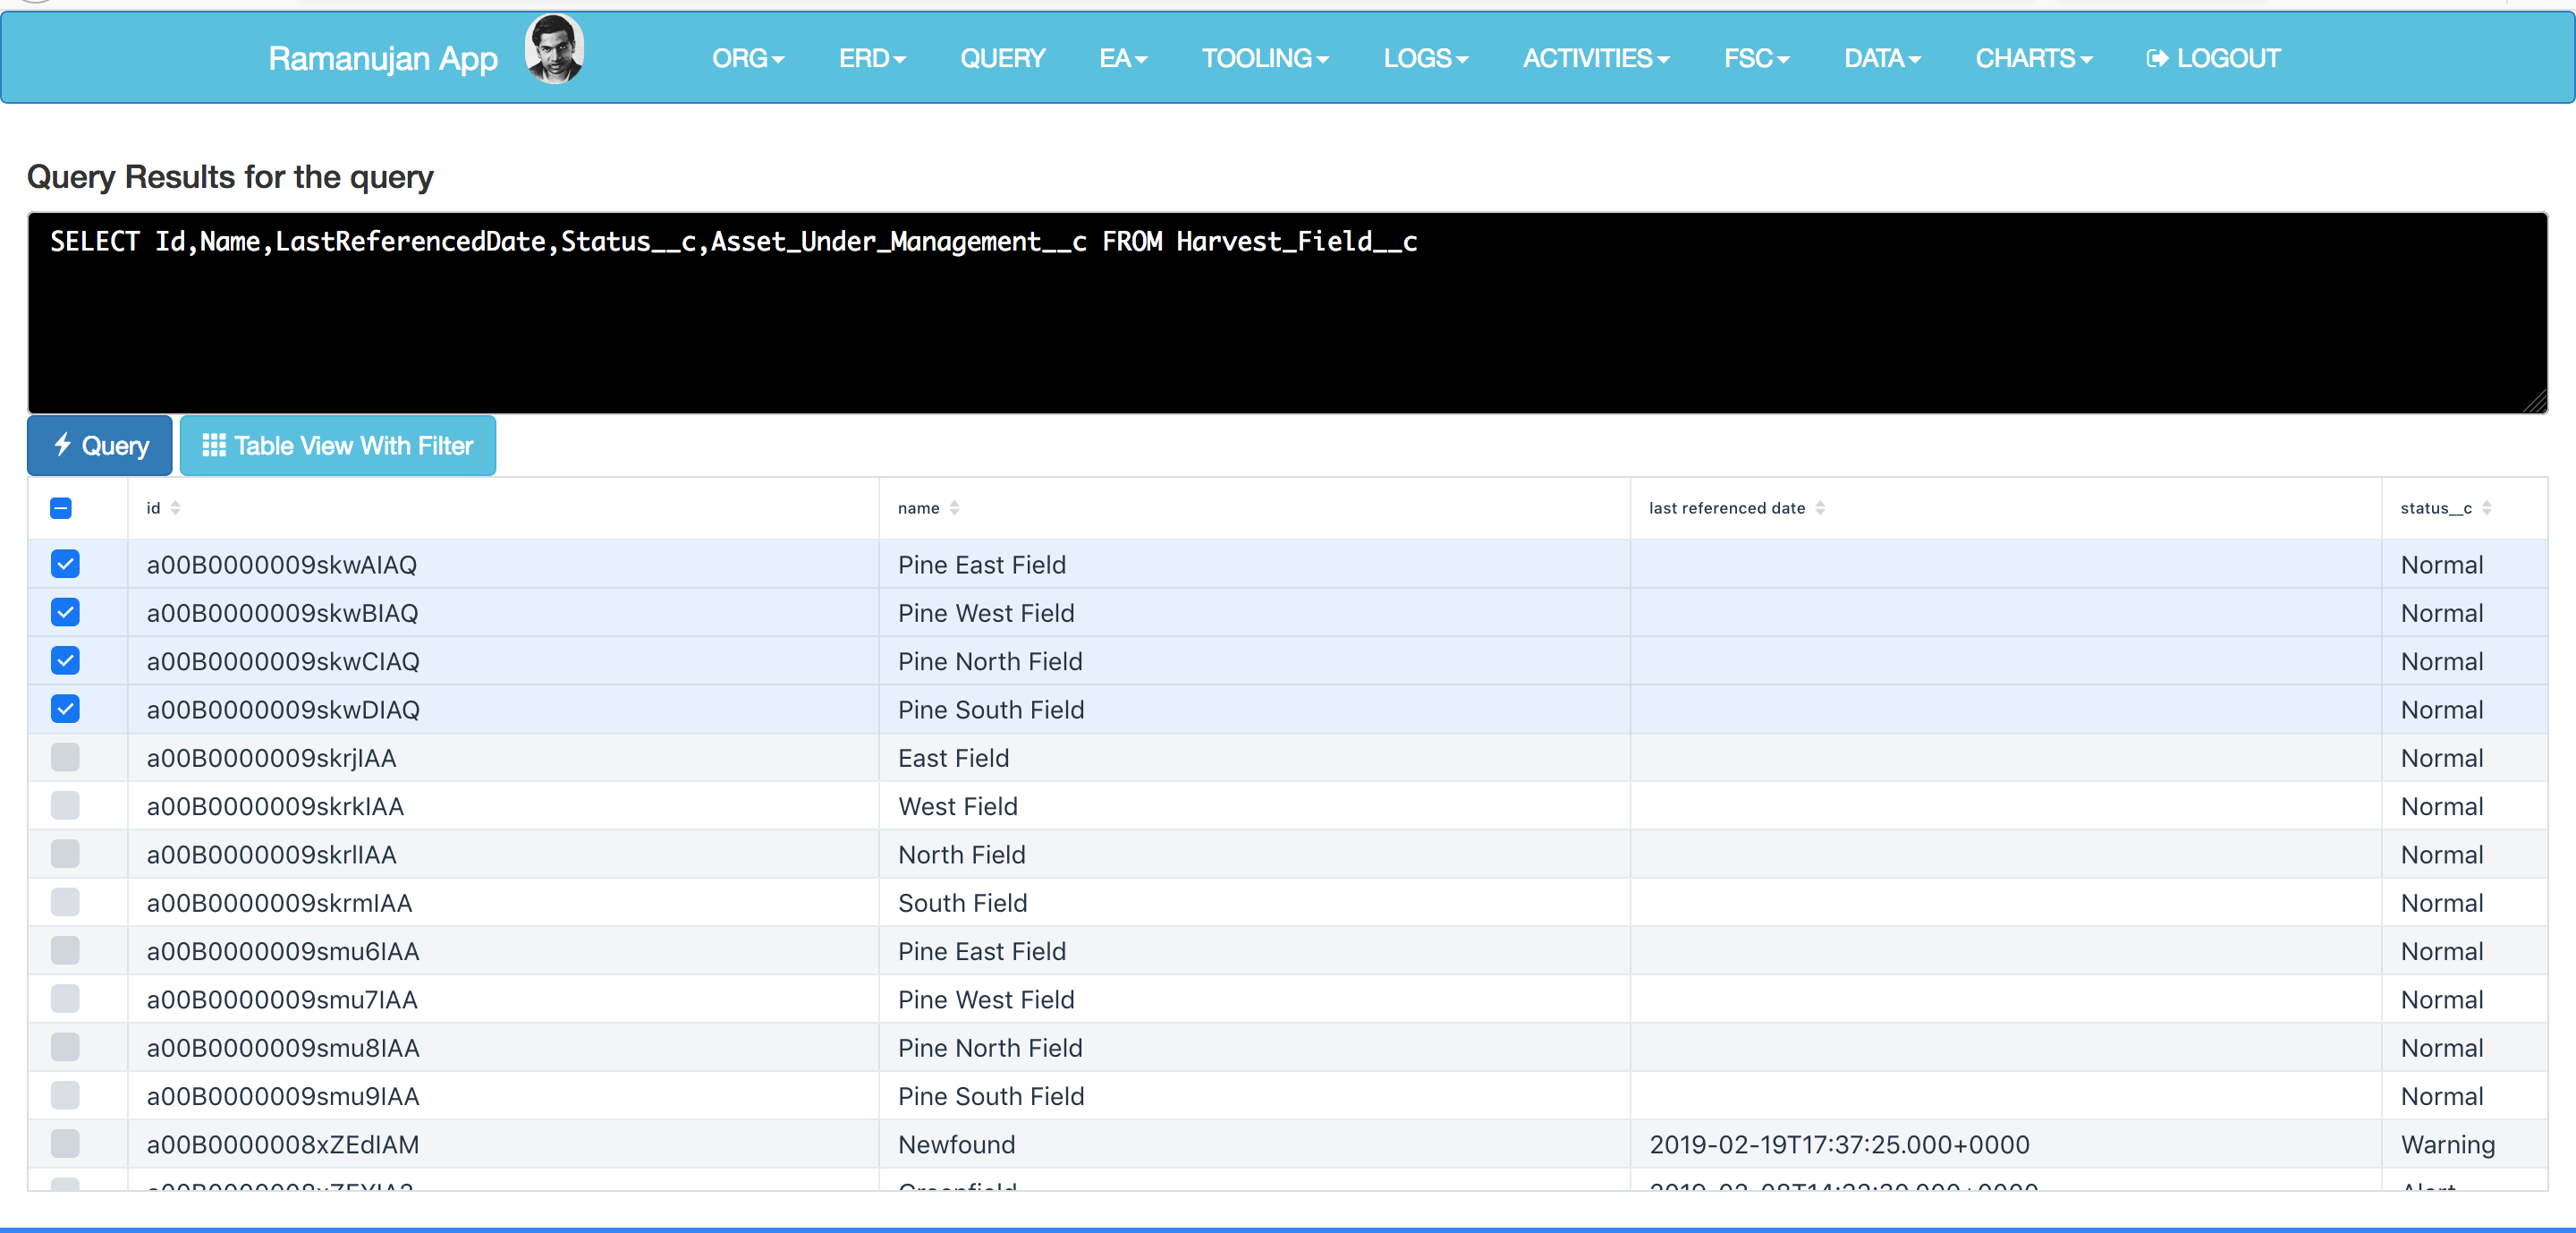 Ramanujan App ORG ERD QUERY EA TOOLING LOGS ACTIVITIES FSC DATA CHARTS LOGOUT
Query Results for the query
SELECT Id,Name,LastReferencedDate,Status__c,Asset_Under_Management__c FROM Harvest_Field__c
Query Table View With Filter
id name last referenced date status__c
a00B0000009skwAIAQ Pine East Field Normal
a00B0000009skwBIAQ Pine West Field Normal
a00B0000009skwCIAQ Pine North Field Normal
a00B0000009skwDIAQ Pine South Field Normal
a00B0000009skrjIAA East Field Normal
a00B0000009skrkIAA West Field Normal
a00B0000009skrlIAA North Field Normal
a00B0000009skrmIAA South Field Normal
a00B0000009smu6IAA Pine East Field Normal
a00B0000009smu7IAA Pine West Field Normal
a00B0000009smu8IAA Pine North Field Normal
a00B0000009smu9IAA Pine South Field Normal
a00B0000008xZEdIAM Newfound 2019-02-19T17:37:25.000+0000 Warning